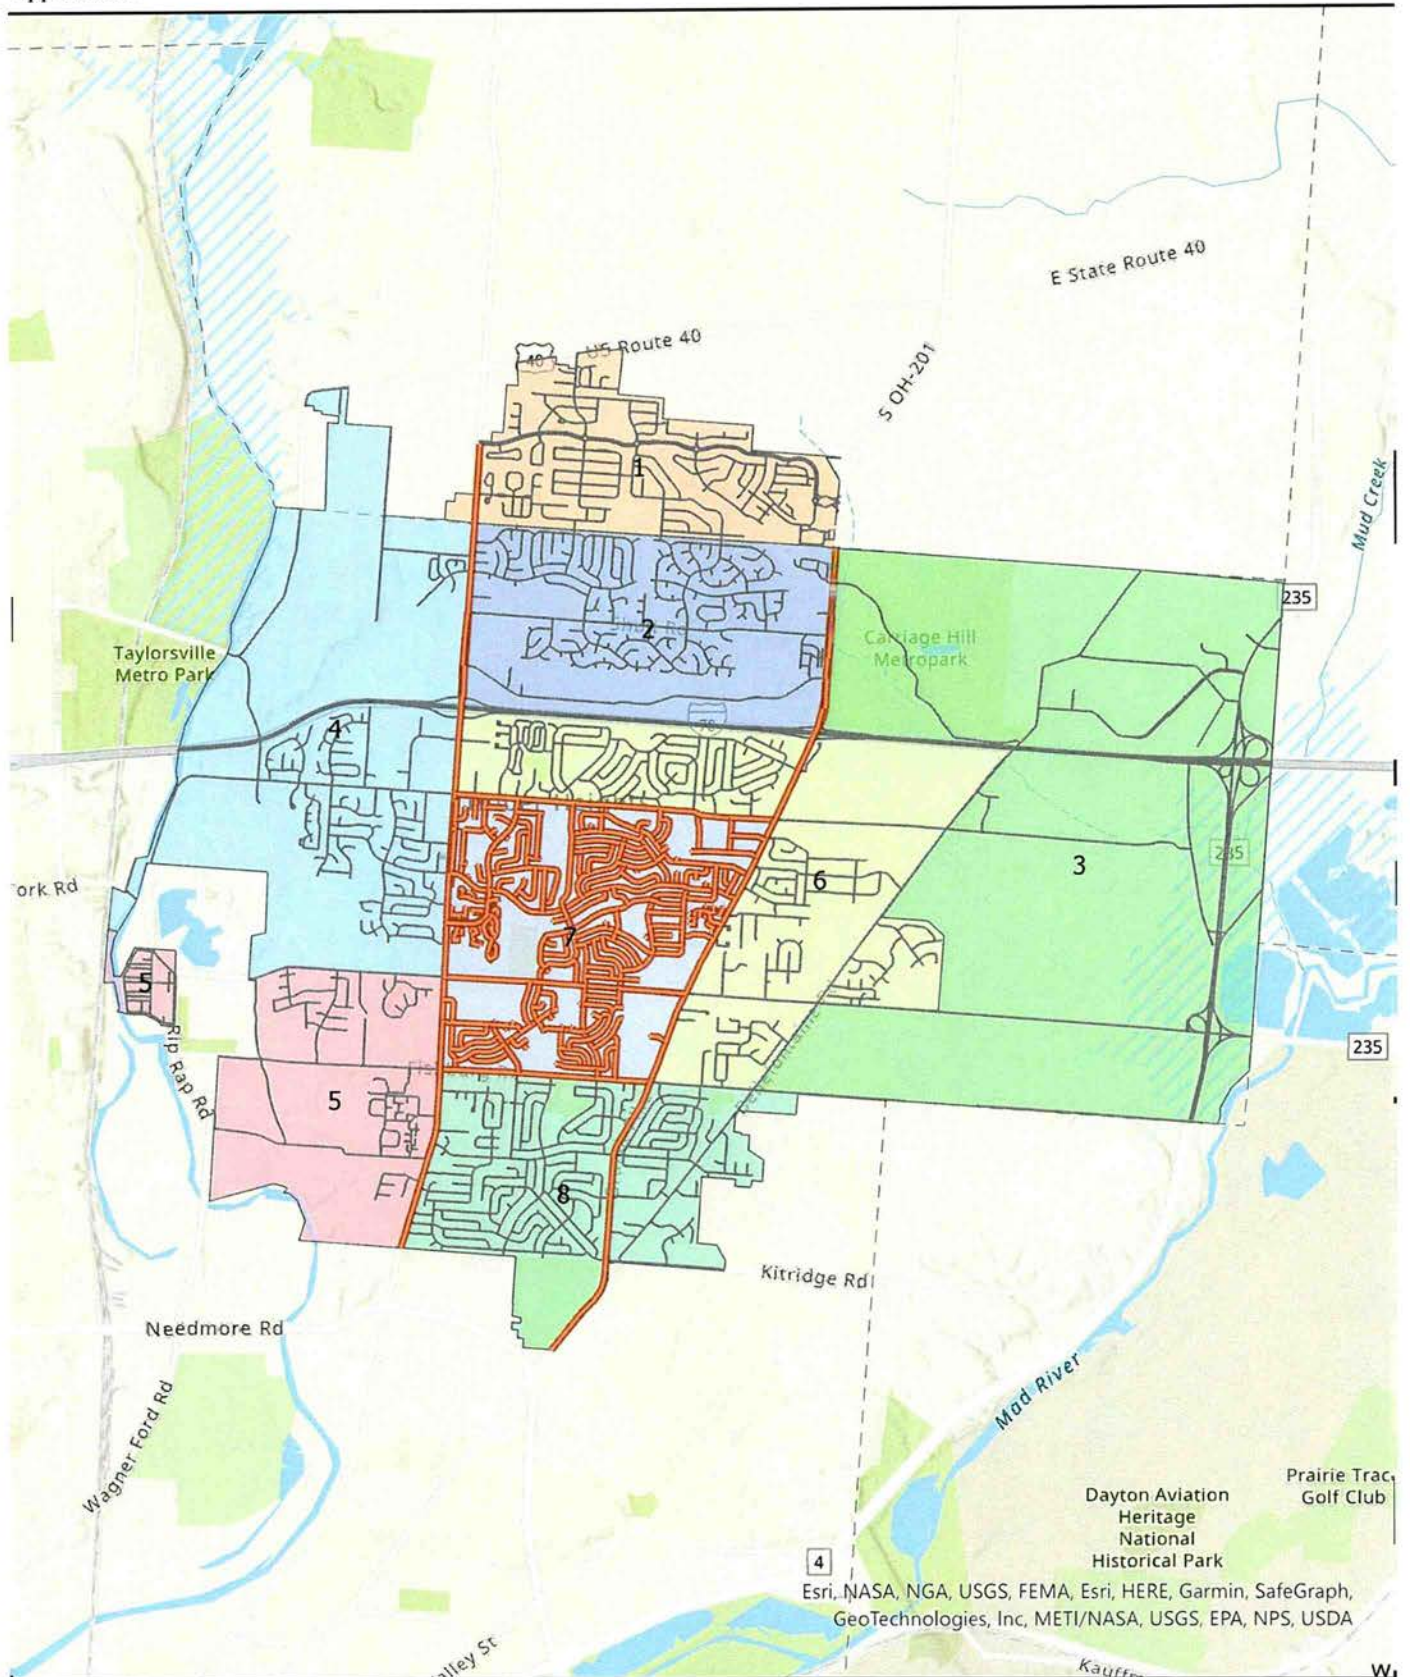 US Route 40
40
E State Route 40
S OH-201
1
Mud Creek
235
2
Carriage Hill
Metropark
Taylorsville
Metro Park
4
70
3
235
6
ork Rd
7
5
Rip Rap Rd
235
5
8
Kitridge Rd
Needmore Rd
Mad River
Wagner Ford Rd
Prairie Trac
Golf Club
Dayton Aviation
Heritage
National
Historical Park
4
Esri, NASA, NGA, USGS, FEMA, Esri, HERE, Garmin, SafeGraph,
GeoTechnologies, Inc, METI/NASA, USGS, EPA, NPS, USDA
alley St